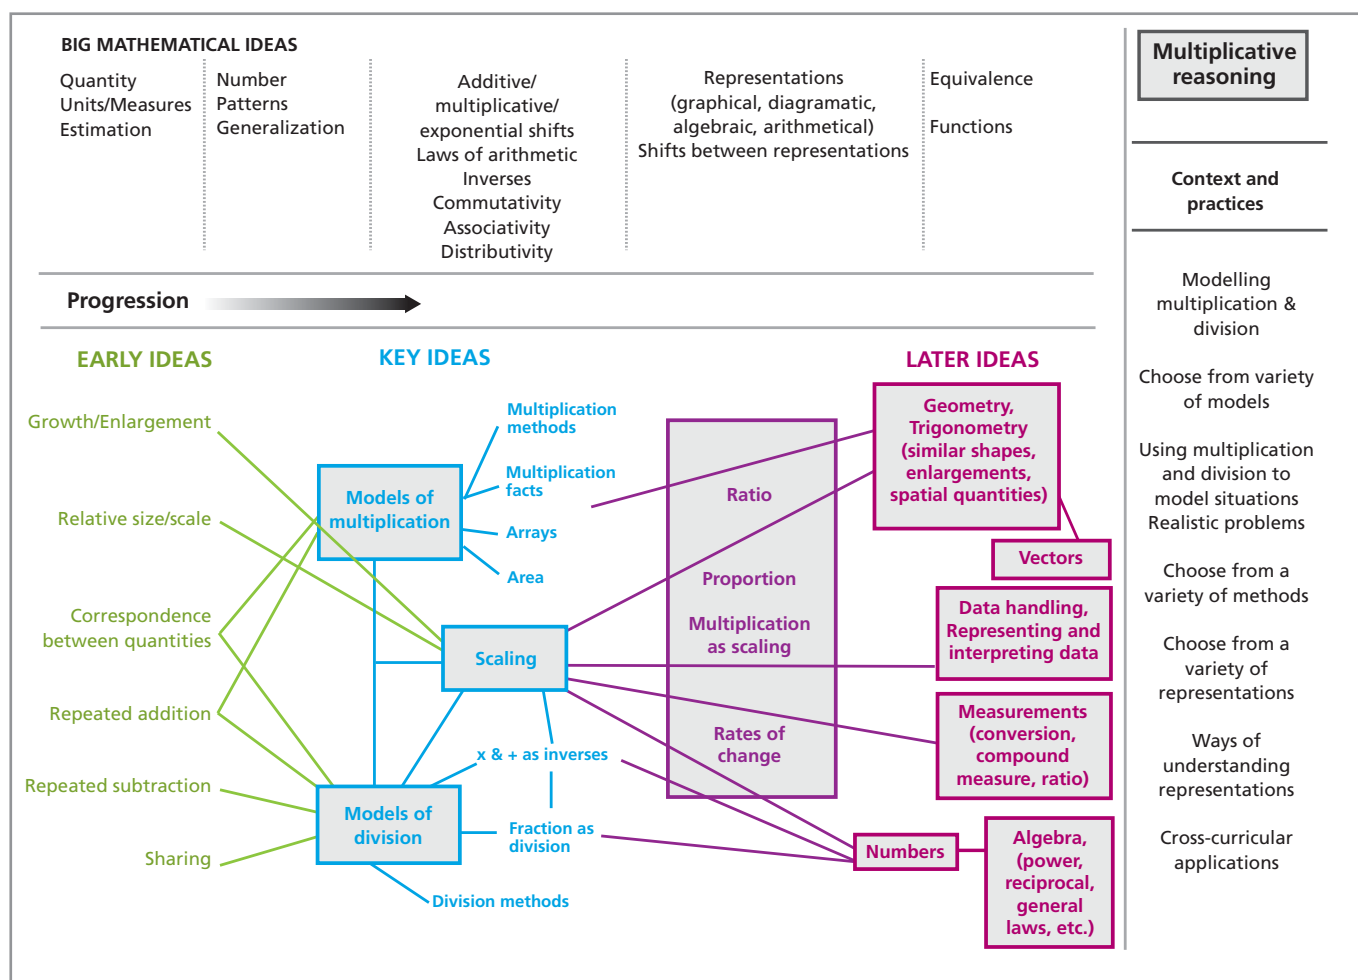 BIG MATHEMATICAL IDEAS
Quantity
Units/Measures
Estimation
Number
Patterns
Generalization
Additive/
multiplicative/
exponential shifts
Laws of arithmetic
Inverses
Commutativity
Associativity
Distributivity
Representations
(graphical, diagramatic,
algebraic, arithmetical)
Shifts between representations
Equivalence
Functions
Multiplicative
reasoning
Context and
practices
Modelling
multiplication &
division
Choose from variety
of models
Using multiplication
and division to
model situations
Realistic problems
Choose from a
variety of methods
Choose from a
variety of
representations
Ways of
understanding
representations
Cross-curricular
applications
Progression
EARLY IDEAS
Growth/Enlargement
Relative size/scale
Correspondence
between quantities
Repeated addition
Repeated subtraction
Sharing
KEY IDEAS
Models of
multiplication
Multiplication
methods
Multiplication
facts
Arrays
Area
Scaling
x & + as inverses
Models of
division
Fraction as
division
Division methods
Ratio
Proportion
Multiplication
as scaling
Rates of
change
LATER IDEAS
Geometry,
Trigonometry
(similar shapes,
enlargements,
spatial quantities)
Vectors
Data handling,
Representing and
interpreting data
Measurements
(conversion,
compound
measure, ratio)
Numbers
Algebra,
(power,
reciprocal,
general
laws, etc.)